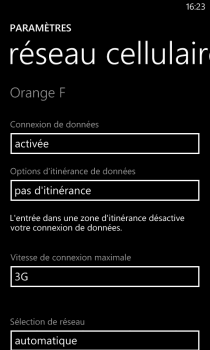 16:23
PARAMÈTRES
réseau cellulaire
Orange F
Connexion de données
activée
Options d'itinérance de données
pas d'itinérance
L'entrée dans une zone d'itinérance désactive
votre connexion de données.
Vitesse de connexion maximale
3G
Sélection de réseau
automatique